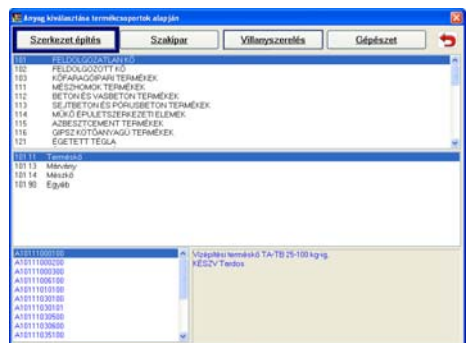 Anyag kiválasztása termékcsoportok alapján
Szerkezet építés Szakipar Villanyszerelés Gépészet
101 FELDOLGOZATLAN KŐ
102 FELDOLGOZOTT KŐ
103 KŐFARAGÓIPARI TERMÉKEK
111 MÉSZHOMOK TERMÉKEK
112 BETON ÉS VASBETON TERMÉKEK
113 SEJTBETON ÉS PÓRUSBETON TERMÉKEK
114 MŰKŐ ÉPÜLETSZERKEZETI ELEMEK
115 AZBESZTCEMENT TERMÉKEK
116 GIPSZ KÖTŐANYAGÚ TERMÉKEK
121 ÉGETETT TÉGLA
101 11 Terméskő
101 13 Márvány
101 14 Mészkő
101 90 Egyéb
A10111000100
A10111000200
A10111000300
A10111006100
A10111010100
A10111030100
A10111030101
A10111030500
A10111030600
A10111035100
Vízépítési terméskő TA-TB 25-100 kg-ig,
KÉSZV Tardos